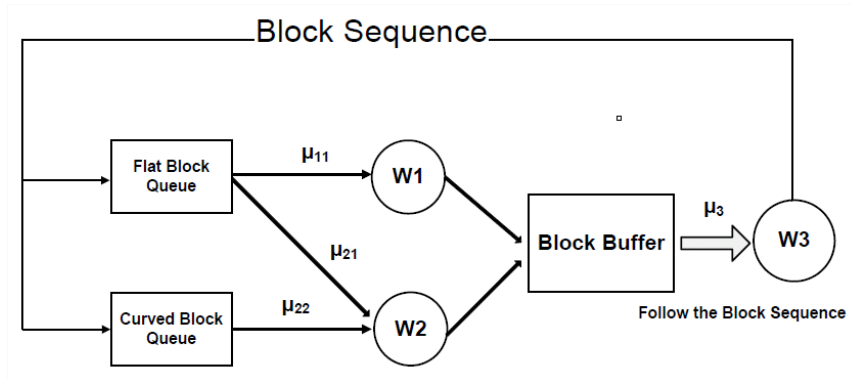 Block Sequence
Flat Block
Queue
μ11
W1
μ21
Block Buffer
μ3
W3
Curved Block
Queue
μ22
W2
Follow the Block Sequence